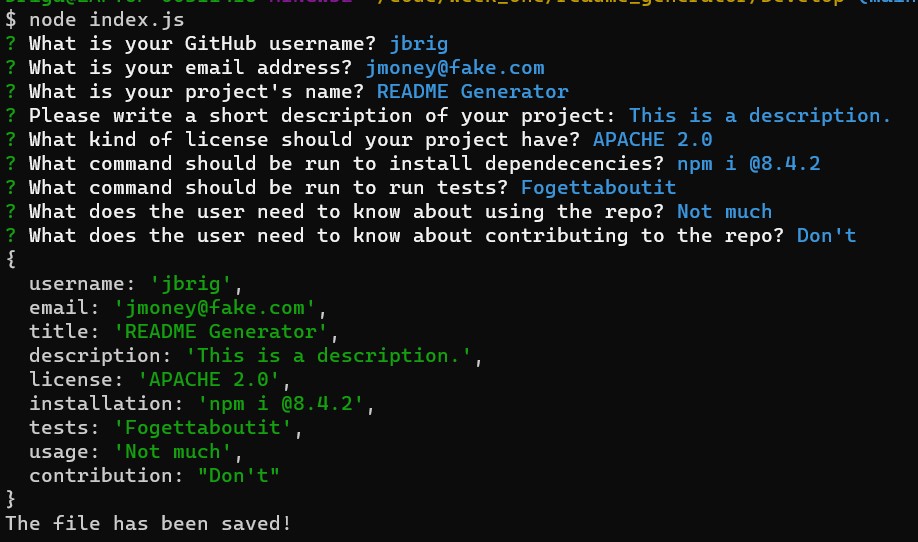 $ node index.js
? What is your GitHub username? jbrig
? What is your email address? jmoney@fake.com
? What is your project's name? README Generator
? Please write a short description of your project: This is a description.
? What kind of license should your project have? APACHE 2.0
? What command should be run to install dependecencies? npm i @8.4.2
? What command should be run to run tests? Fogettaboutit
? What does the user need to know about using the repo? Not much
? What does the user need to know about contributing to the repo? Don't
{
  username: 'jbrig',
  email: 'jmoney@fake.com',
  title: 'README Generator',
  description: 'This is a description.',
  license: 'APACHE 2.0',
  installation: 'npm i @8.4.2',
  tests: 'Fogettaboutit',
  usage: 'Not much',
  contribution: "Don't"
}
The file has been saved!